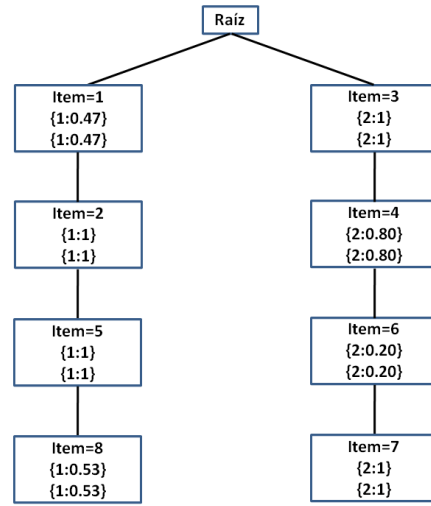 Raíz
Item=1
{1:0.47}
{1:0.47}
Item=2
{1:1}
{1:1}
Item=5
{1:1}
{1:1}
Item=8
{1:0.53}
{1:0.53}
Item=3
{2:1}
{2:1}
Item=4
{2:0.80}
{2:0.80}
Item=6
{2:0.20}
{2:0.20}
Item=7
{2:1}
{2:1}